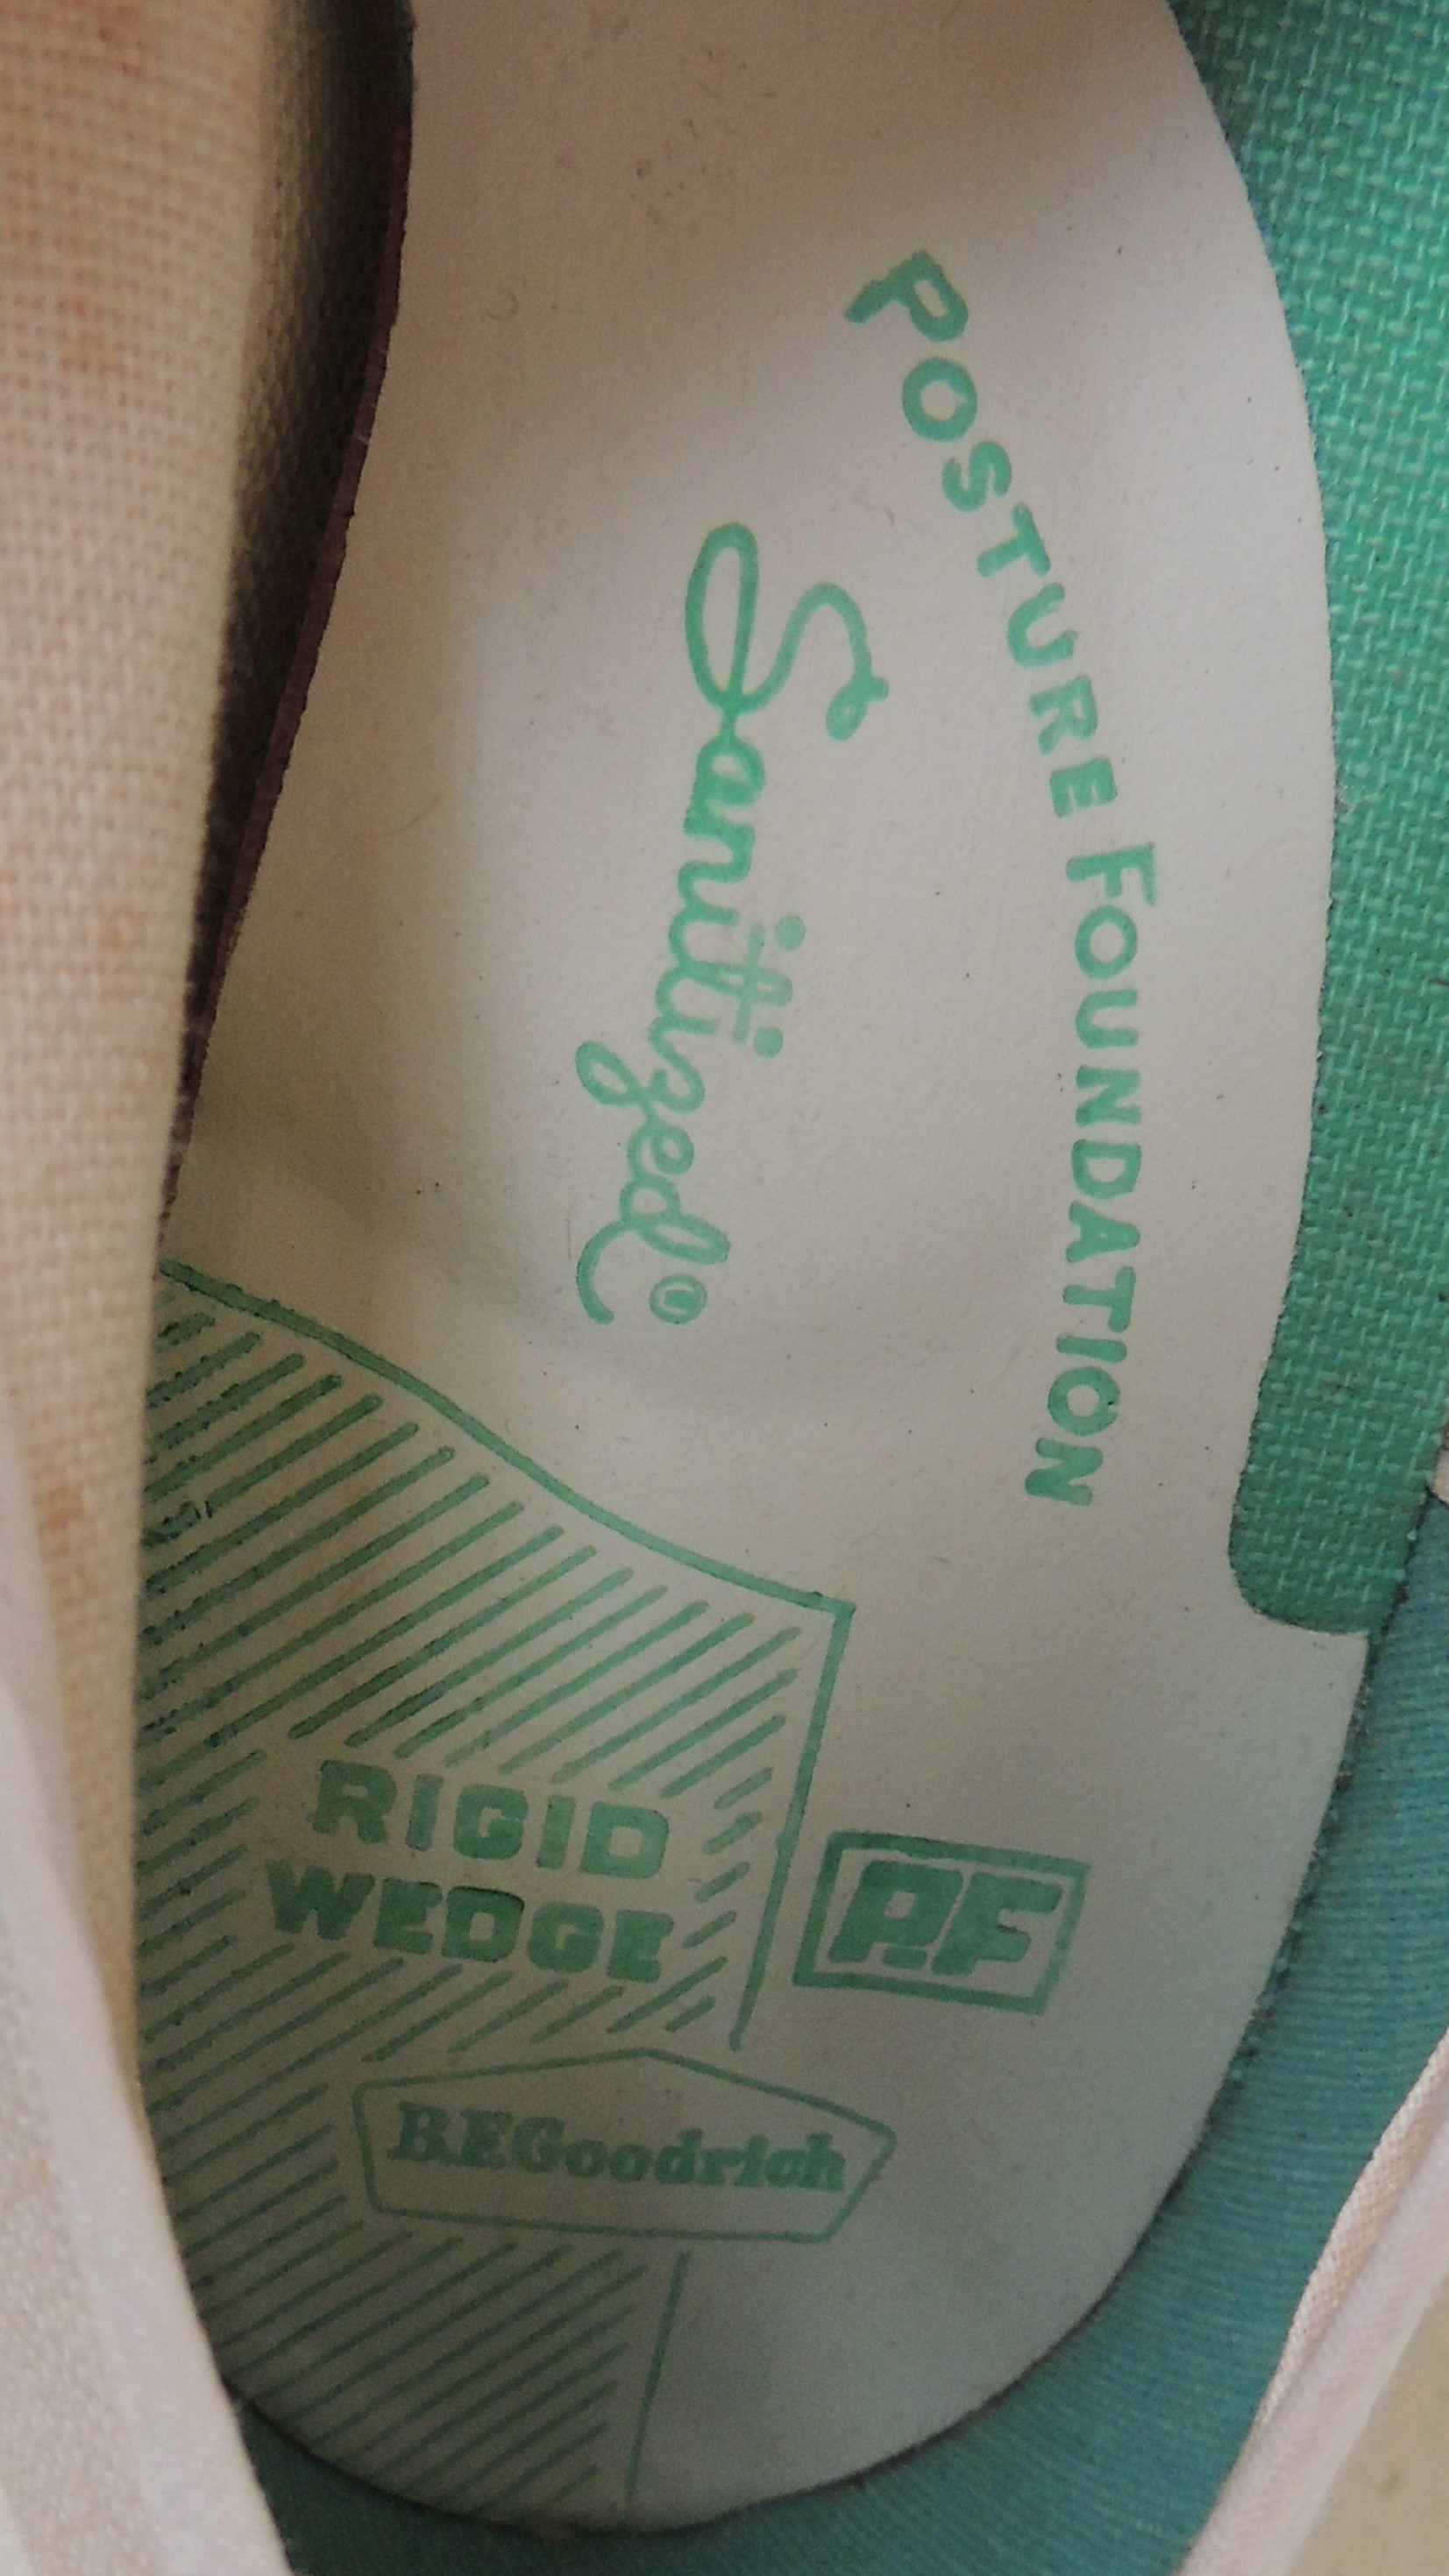 POSTURE FOUNDATION
Sanitized®
RIGID
WEDGE
P.F
B.F.Goodrich